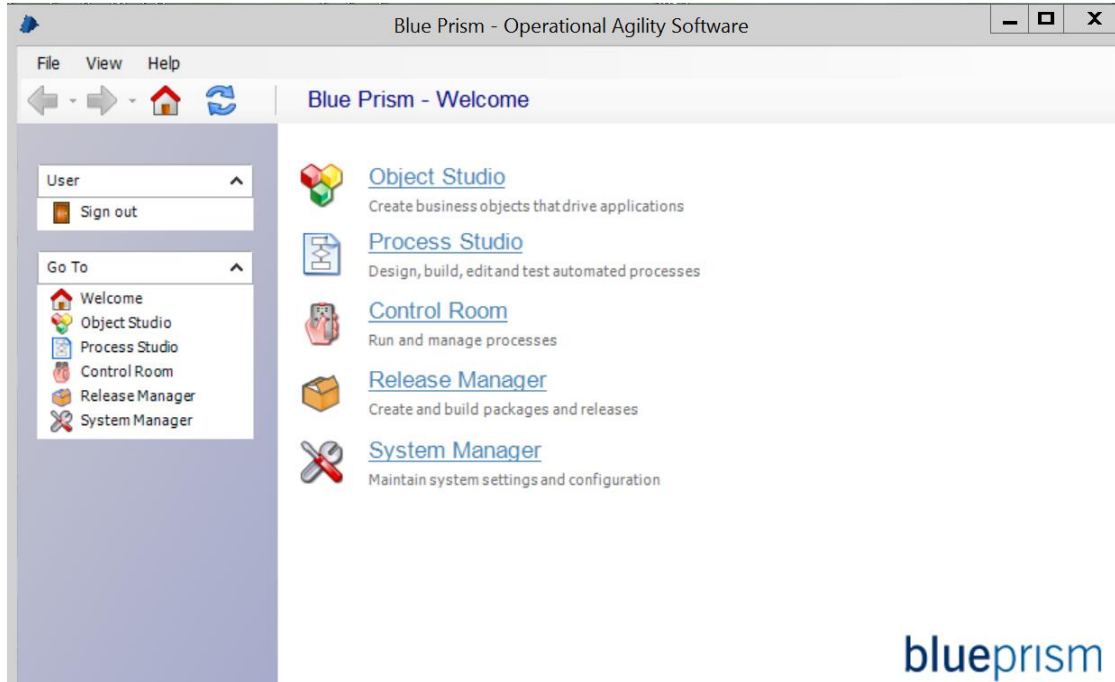 Blue Prism - Operational Agility Software
File View Help
Blue Prism - Welcome
User
Sign out
Go To
Welcome
Object Studio
Process Studio
Control Room
Release Manager
System Manager
Object Studio
Create business objects that drive applications
Process Studio
Design, build, edit and test automated processes
Control Room
Run and manage processes
Release Manager
Create and build packages and releases
System Manager
Maintain system settings and configuration
blueprism